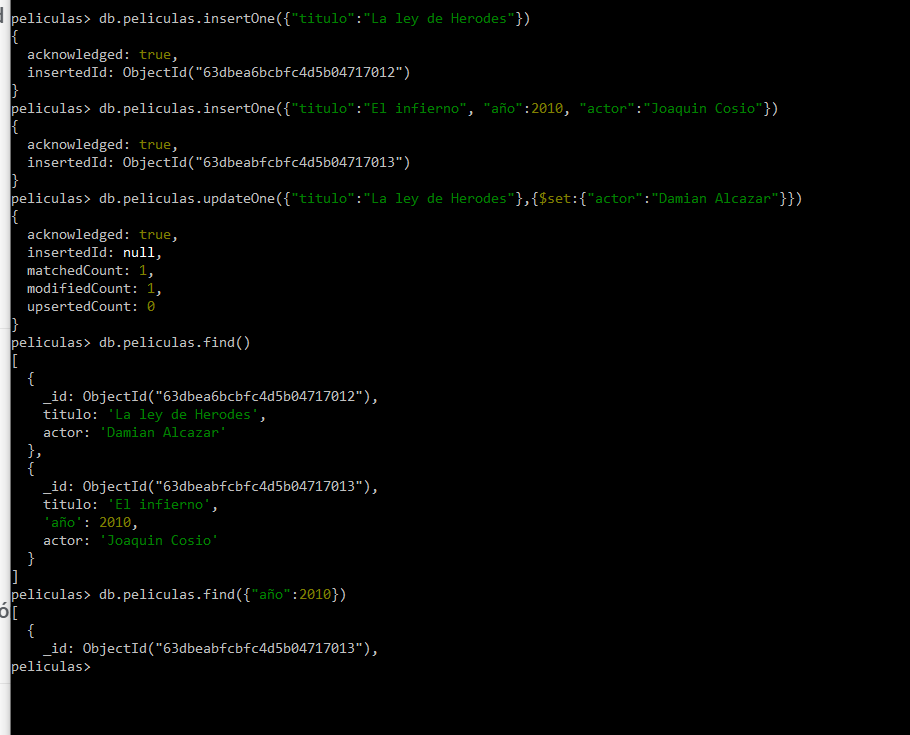 peliculas> db.peliculas.insertOne({"titulo":"La ley de Herodes"})
{
  acknowledged: true,
  insertedId: ObjectId("63dbea6bcbfc4d5b04717012")
}
peliculas> db.peliculas.insertOne({"titulo":"El infierno", "año":2010, "actor":"Joaquin Cosio"})
{
  acknowledged: true,
  insertedId: ObjectId("63dbeabfcbfc4d5b04717013")
}
peliculas> db.peliculas.updateOne({"titulo":"La ley de Herodes"},{$set:{"actor":"Damian Alcazar"}})
{
  acknowledged: true,
  insertedId: null,
  matchedCount: 1,
  modifiedCount: 1,
  upsertedCount: 0
}
peliculas> db.peliculas.find()
[
  {
    _id: ObjectId("63dbea6bcbfc4d5b04717012"),
    titulo: 'La ley de Herodes',
    actor: 'Damian Alcazar'
  },
  {
    _id: ObjectId("63dbeabfcbfc4d5b04717013"),
    titulo: 'El infierno',
    'año': 2010,
    actor: 'Joaquin Cosio'
  }
]
peliculas> db.peliculas.find({"año":2010})
[
  {
    _id: ObjectId("63dbeabfcbfc4d5b04717013"),
peliculas>